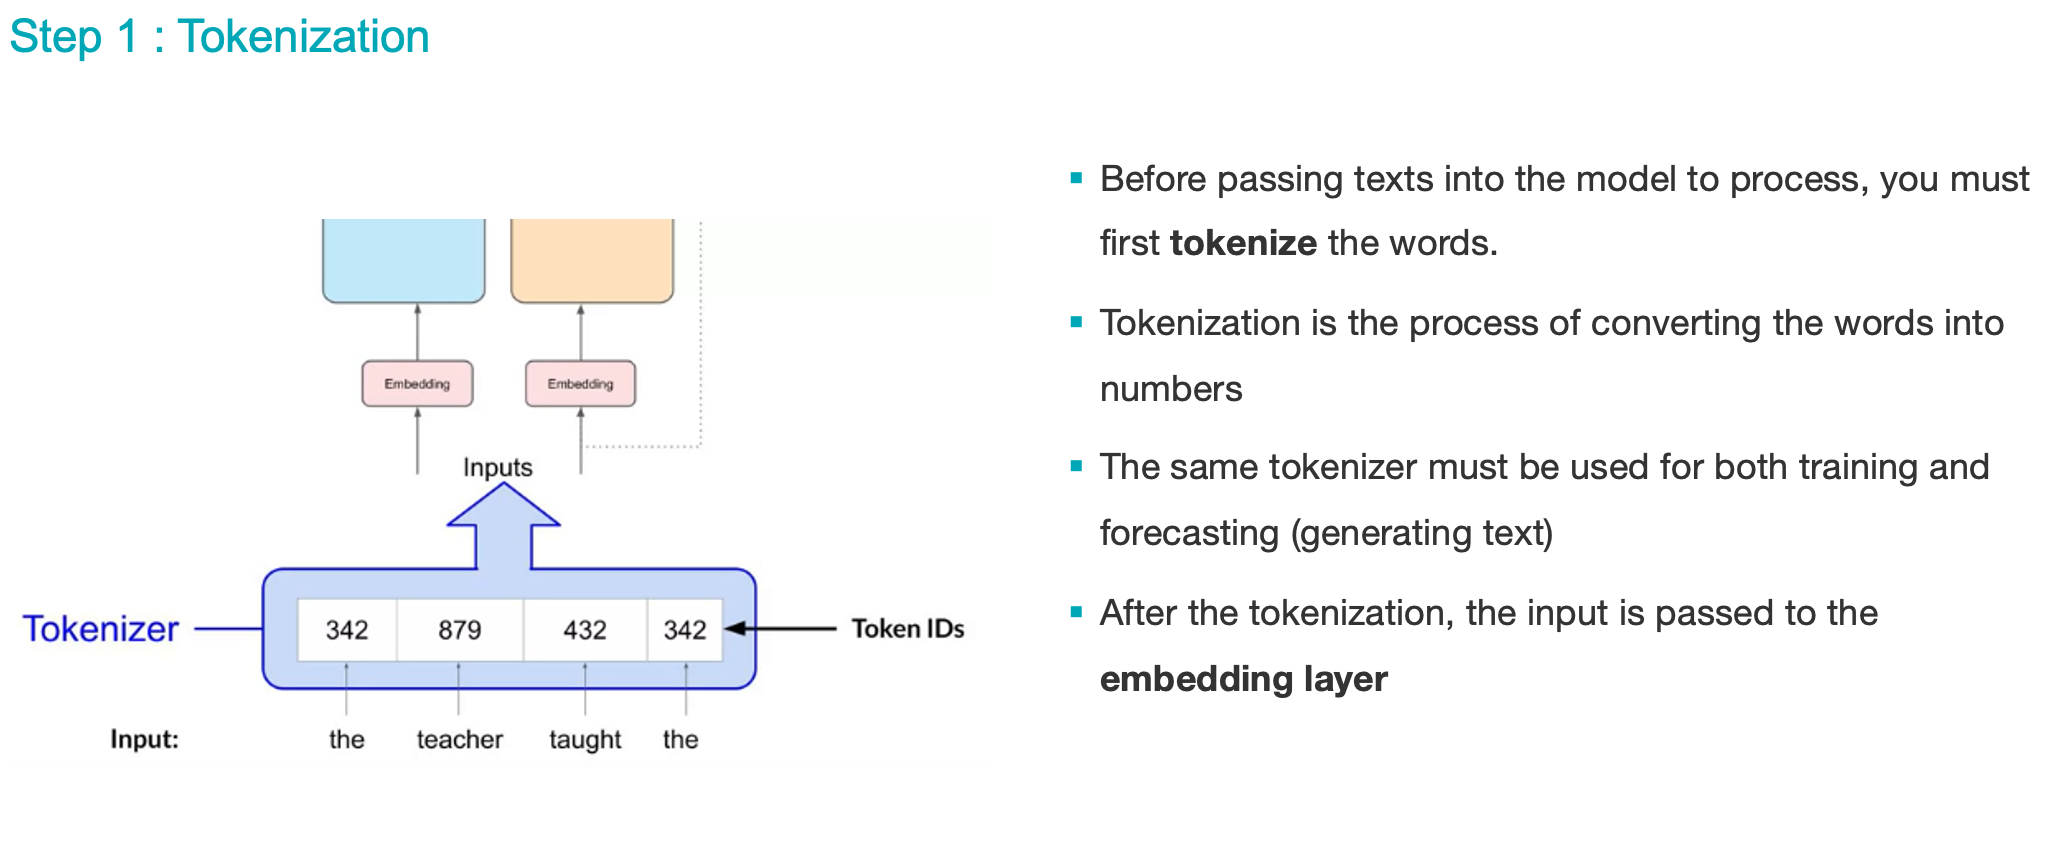 Step 1 : Tokenization
Embedding Embedding
Inputs
Tokenizer 342 879 432 342 Token IDs
Input: the teacher taught the
▪ Before passing texts into the model to process, you must
first tokenize the words.
▪ Tokenization is the process of converting the words into
numbers
▪ The same tokenizer must be used for both training and
forecasting (generating text)
▪ After the tokenization, the input is passed to the
embedding layer